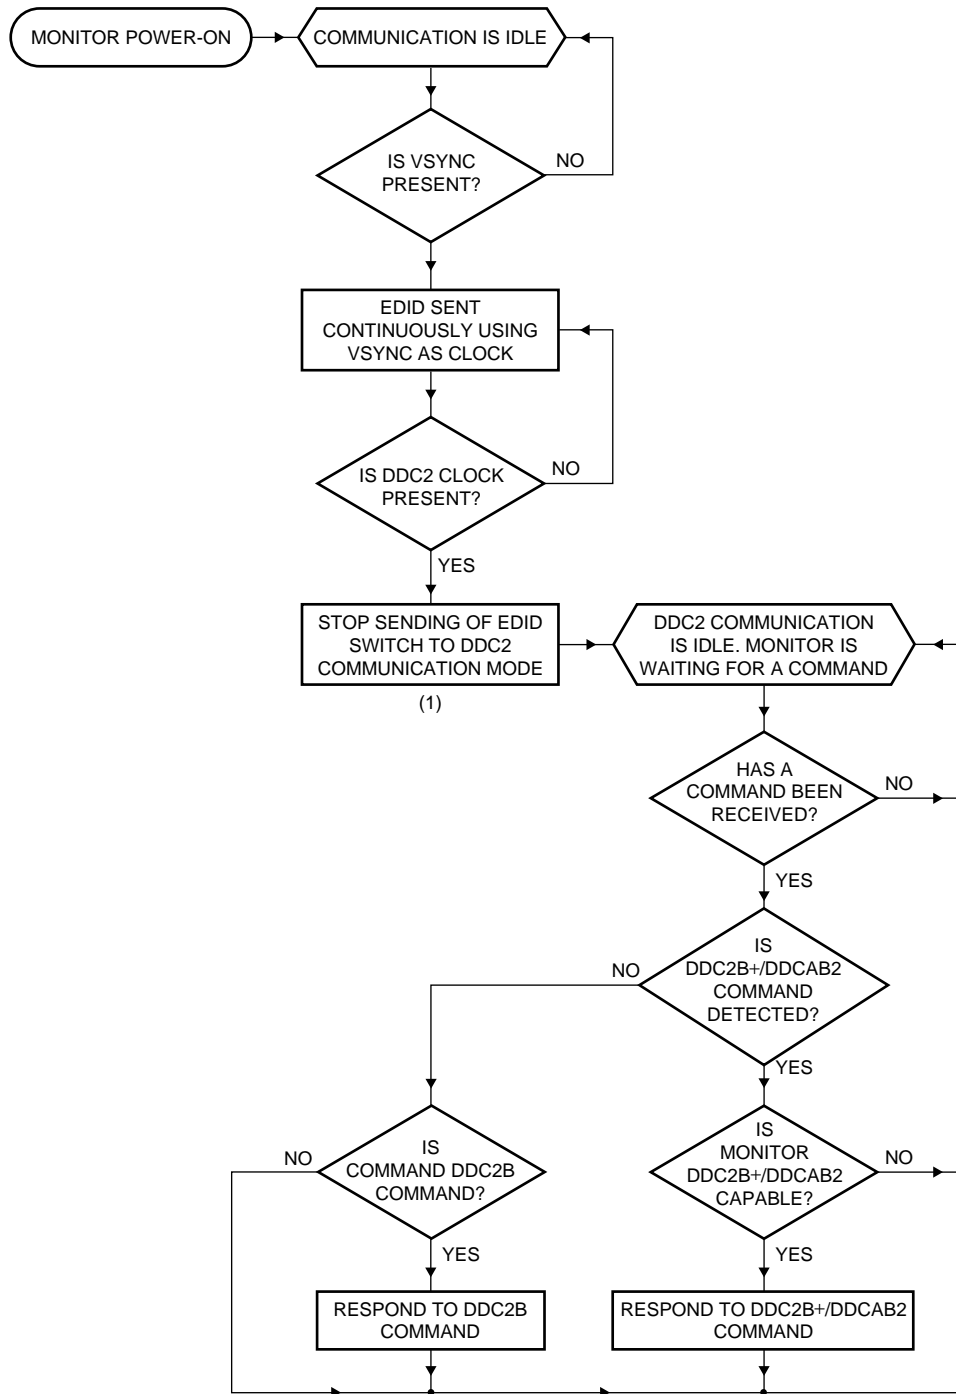 MONITOR POWER-ON
COMMUNICATION IS IDLE
IS VSYNC
PRESENT?
NO
EDID SENT
CONTINUOUSLY USING
VSYNC AS CLOCK
IS DDC2 CLOCK
PRESENT?
NO
YES
STOP SENDING OF EDID
SWITCH TO DDC2
COMMUNICATION MODE
(1)
DDC2 COMMUNICATION
IS IDLE. MONITOR IS
WAITING FOR A COMMAND
HAS A
COMMAND BEEN
RECEIVED?
NO
YES
IS
DDC2B+/DDCAB2
COMMAND
DETECTED?
NO
YES
IS
COMMAND DDC2B
COMMAND?
NO
YES
IS
MONITOR
DDC2B+/DDCAB2
CAPABLE?
NO
YES
RESPOND TO DDC2B
COMMAND
RESPOND TO DDC2B+/DDCAB2
COMMAND